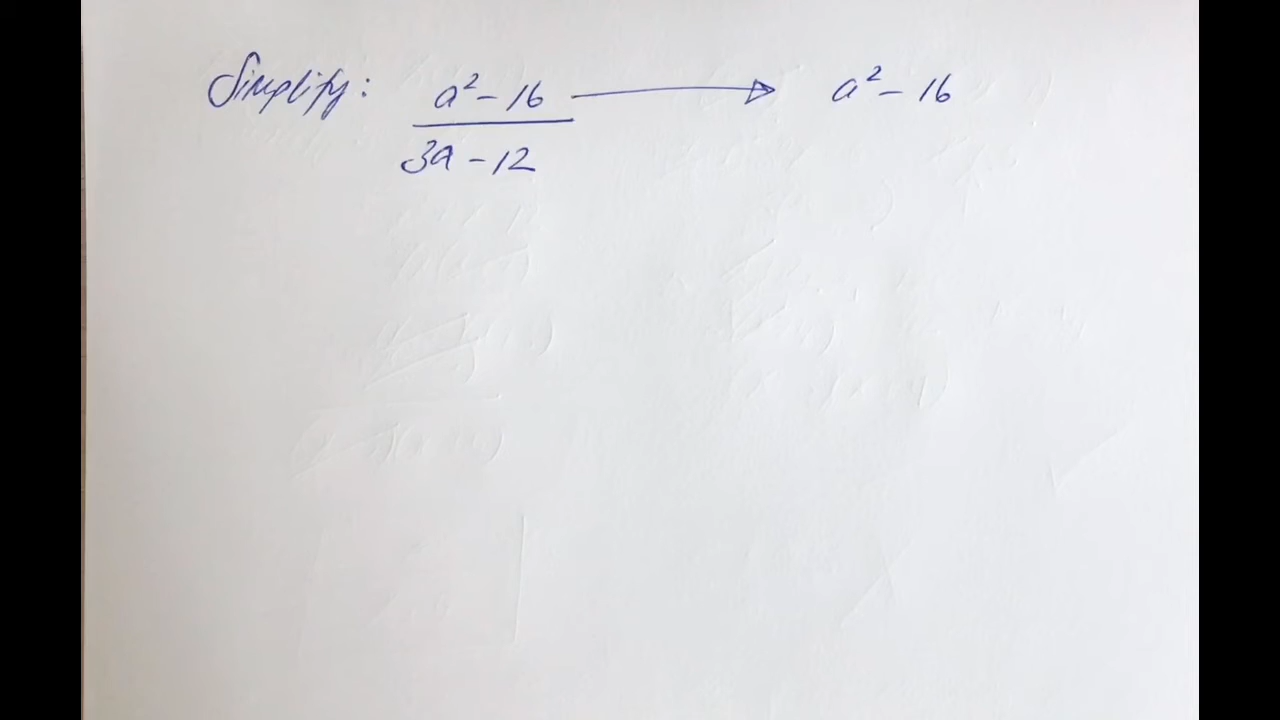 Simplify: a² - 16 → a² - 16
3a - 12